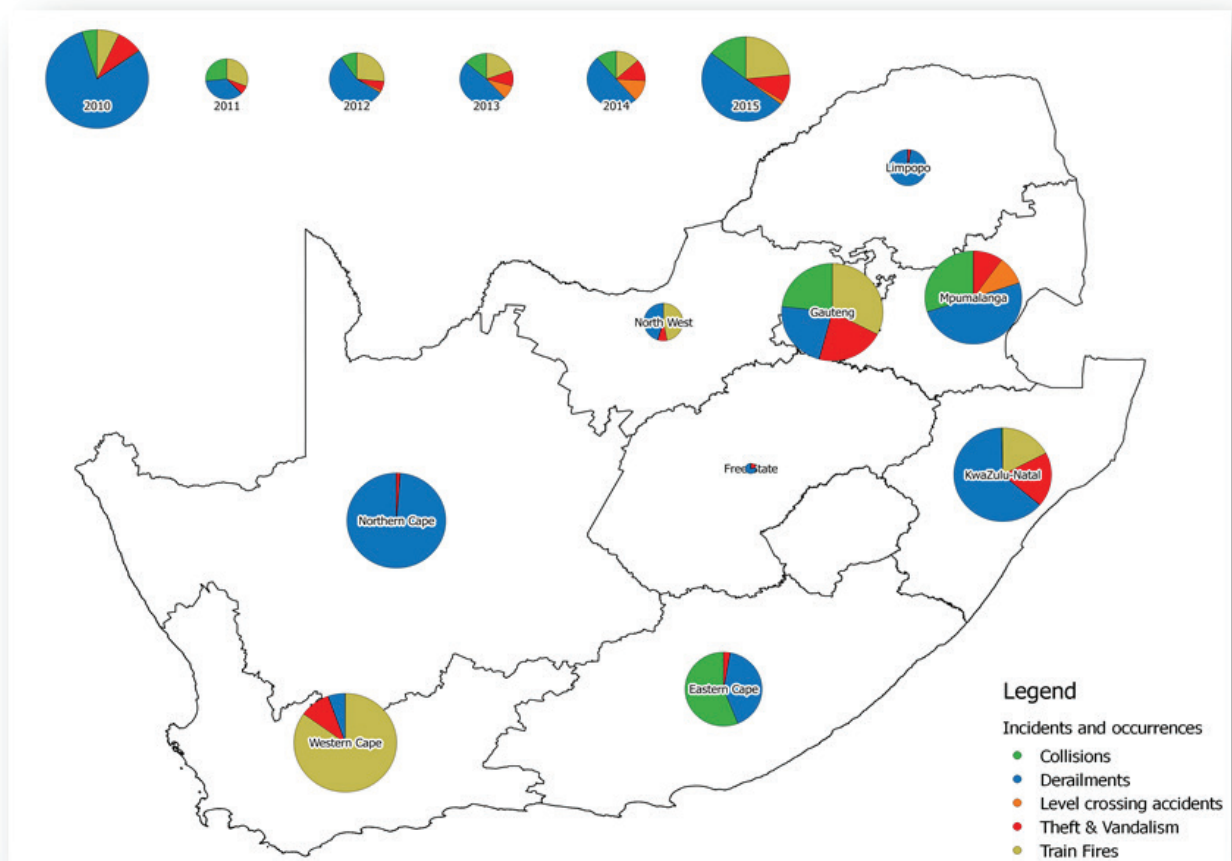 2010
2011
2012
2013
2014
2015
Limpopo
Mpumalanga
Gauteng
North West
Free State
KwaZulu-Natal
Northern Cape
Eastern Cape
Western Cape
Legend
Incidents and occurrences
Collisions
Derailments
Level crossing accidents
Theft & Vandalism
Train Fires